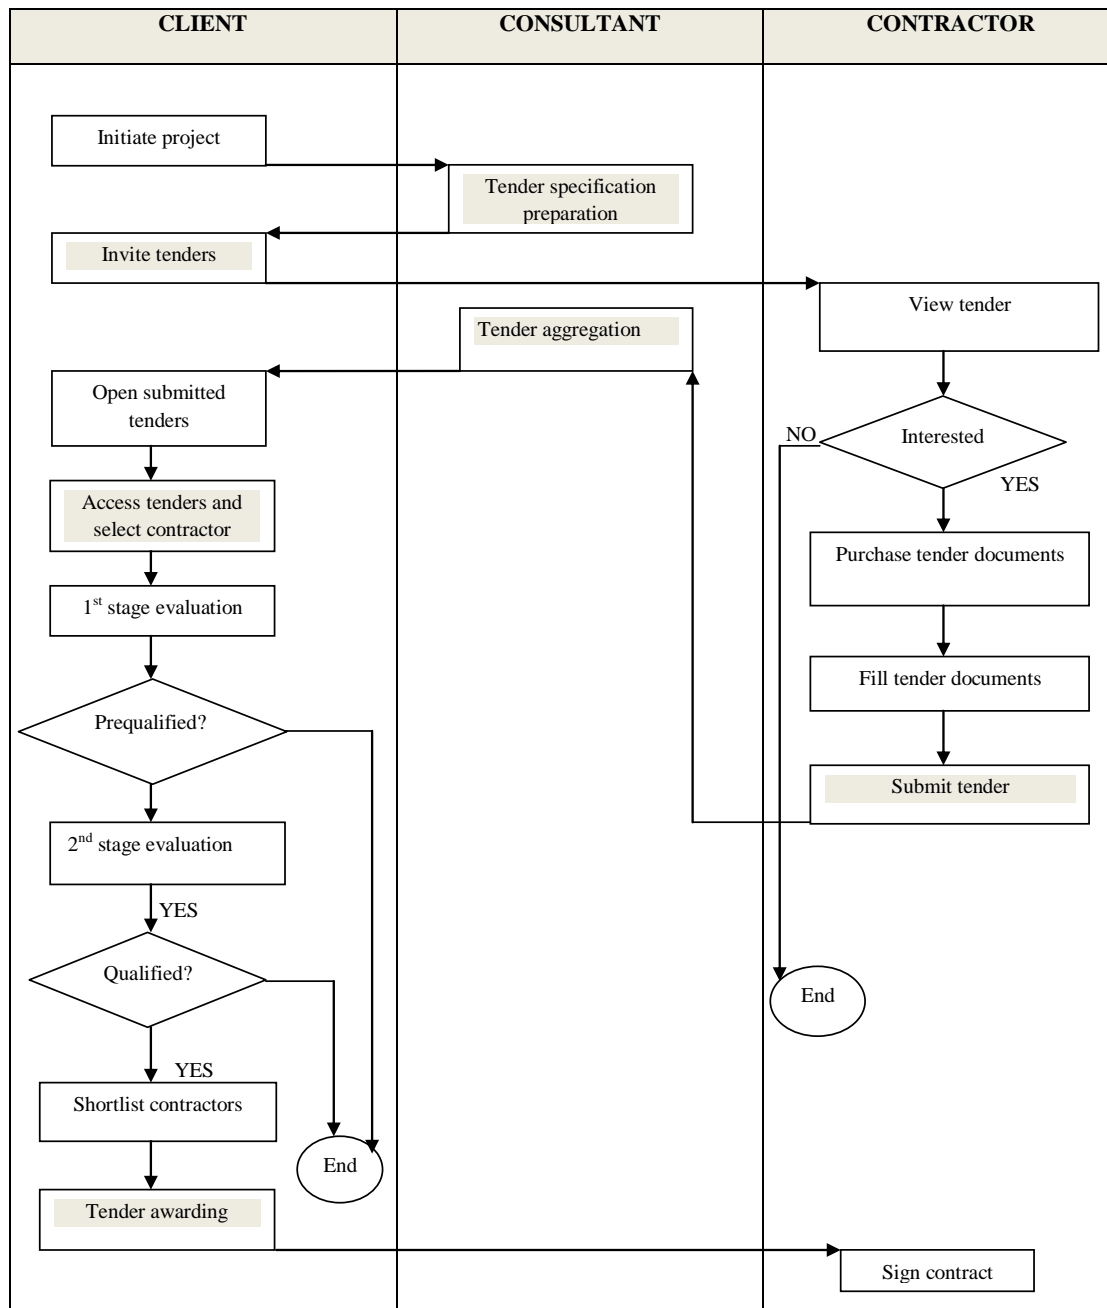 CLIENT
CONSULTANT
CONTRACTOR
Initiate project
Tender specification
preparation
Invite tenders
View tender
Tender aggregation
Open submitted
tenders
NO
Interested
YES
Access tenders and
select contractor
Purchase tender documents
1st stage evaluation
Fill tender documents
Prequalified?
Submit tender
2nd stage evaluation
YES
Qualified?
End
YES
Shortlist contractors
End
Tender awarding
Sign contract